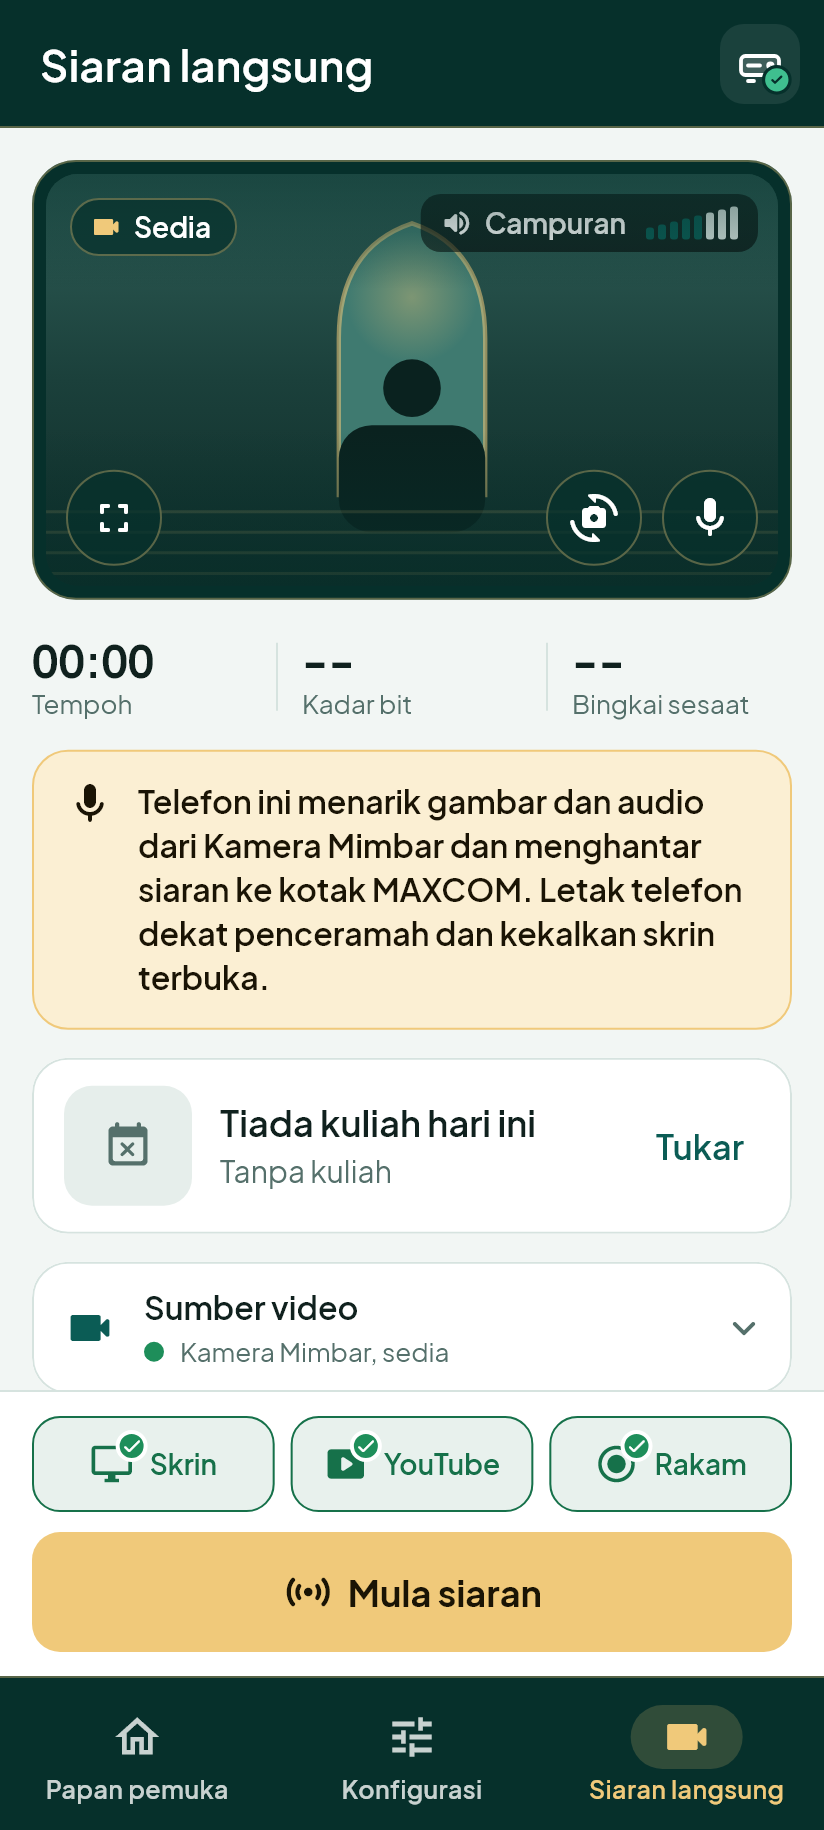 Siaran langsung
Sedia
Campuran
00:00
Tempoh
--
Kadar bit
--
Bingkai sesaat
Telefon ini menarik gambar dan audio
dari Kamera Mimbar dan menghantar
siaran ke kotak MAXCOM. Letak telefon
dekat penceramah dan kekalkan skrin
terbuka.
Tiada kuliah hari ini
Tanpa kuliah
Tukar
Sumber video
Kamera Mimbar, sedia
Skrin
YouTube
Rakam
Mula siaran
Papan pemuka
Konfigurasi
Siaran langsung